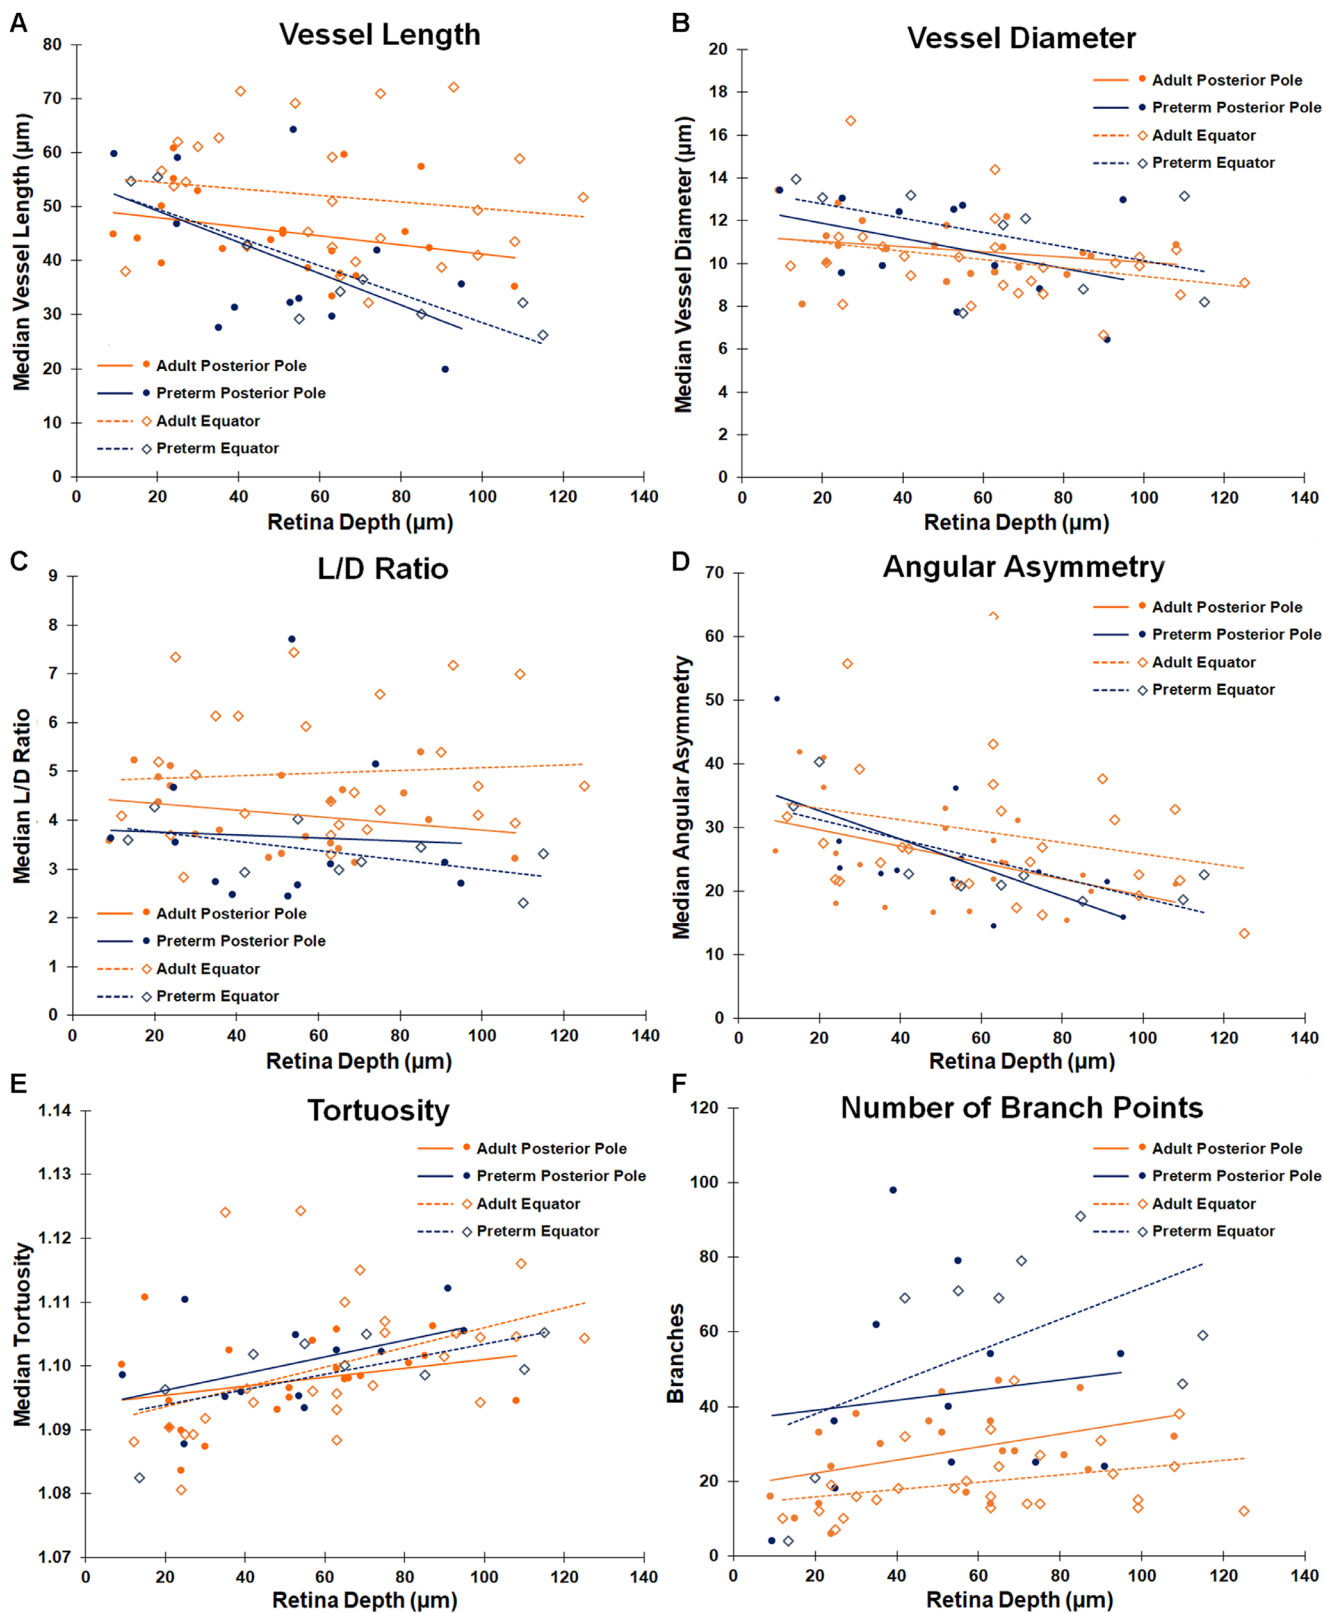 A
Vessel Length
80
70
60
50
40
30
20
10
0
Median Vessel Length (µm)
Adult Posterior Pole
Preterm Posterior Pole
Adult Equator
Preterm Equator
0 20 40 60 80 100 120 140
Retina Depth (µm)
B
Vessel Diameter
20
18
16
14
12
10
8
6
4
2
0
Median Vessel Diameter (µm)
Adult Posterior Pole
Preterm Posterior Pole
Adult Equator
Preterm Equator
0 20 40 60 80 100 120 140
Retina Depth (µm)
C
L/D Ratio
9
8
7
6
5
4
3
2
1
0
Median L/D Ratio
Adult Posterior Pole
Preterm Posterior Pole
Adult Equator
Preterm Equator
0 20 40 60 80 100 120 140
Retina Depth (µm)
D
Angular Asymmetry
70
60
50
40
30
20
10
0
Median Angular Asymmetry
Adult Posterior Pole
Preterm Posterior Pole
Adult Equator
Preterm Equator
0 20 40 60 80 100 120 140
Retina Depth (µm)
E
Tortuosity
1.14
1.13
1.12
1.11
1.10
1.09
1.08
1.07
Median Tortuosity
Adult Posterior Pole
Preterm Posterior Pole
Adult Equator
Preterm Equator
0 20 40 60 80 100 120 140
Retina Depth (µm)
F
Number of Branch Points
120
100
80
60
40
20
0
Branches
Adult Posterior Pole
Preterm Posterior Pole
Adult Equator
Preterm Equator
0 20 40 60 80 100 120 140
Retina Depth (µm)